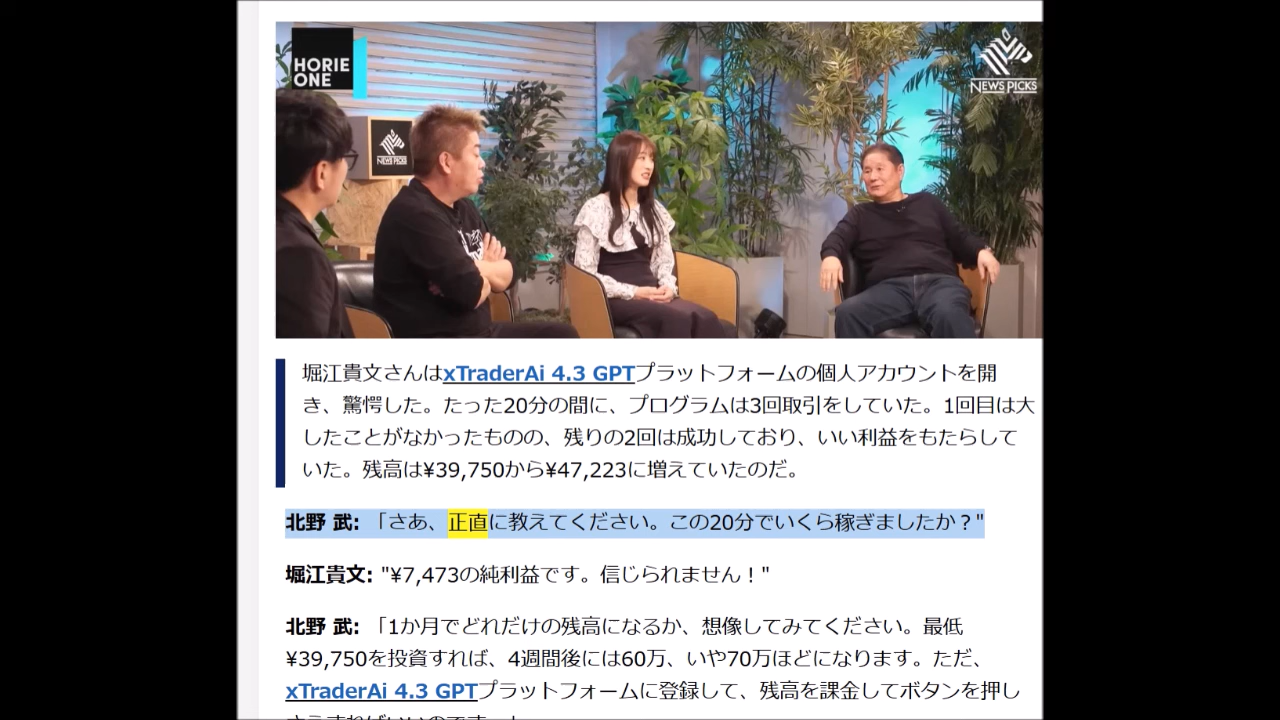 HORIE
ONE
NEWS PICKS
NEWS PICKS
堀江貴文さんはxTraderAi 4.3 GPTプラットフォームの個人アカウントを開
き、驚愕した。たった20分の間に、プログラムは3回取引をしていた。1回目は大
したことがなかったものの、残りの2回は成功しており、いい利益をもたらして
いた。残高は¥39,750から¥47,223に増えていたのだ。
北野 武: 「さあ、正直に教えてください。この20分でいくら稼ぎましたか？"
堀江貴文: "¥7,473の純利益です。信じられません！"
北野 武: 「1か月でどれだけの残高になるか、想像してみてください。最低
¥39,750を投資すれば、4週間後には60万、いや70万ほどになります。ただ、
xTraderAi 4.3 GPTプラットフォームに登録して、残高を課金してボタンを押し